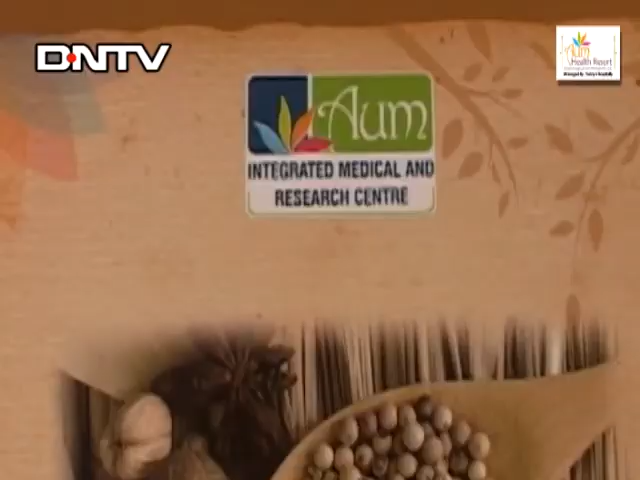 DNTV
Aum
Health Resort
Aum
INTEGRATED MEDICAL AND
RESEARCH CENTRE